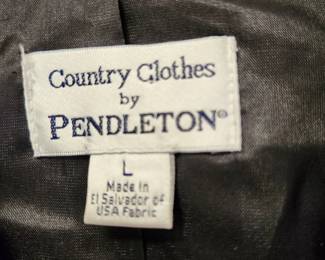 Country Clothes
by
PENDLETON®
L
Made in
El Salvador of
USA Fabric